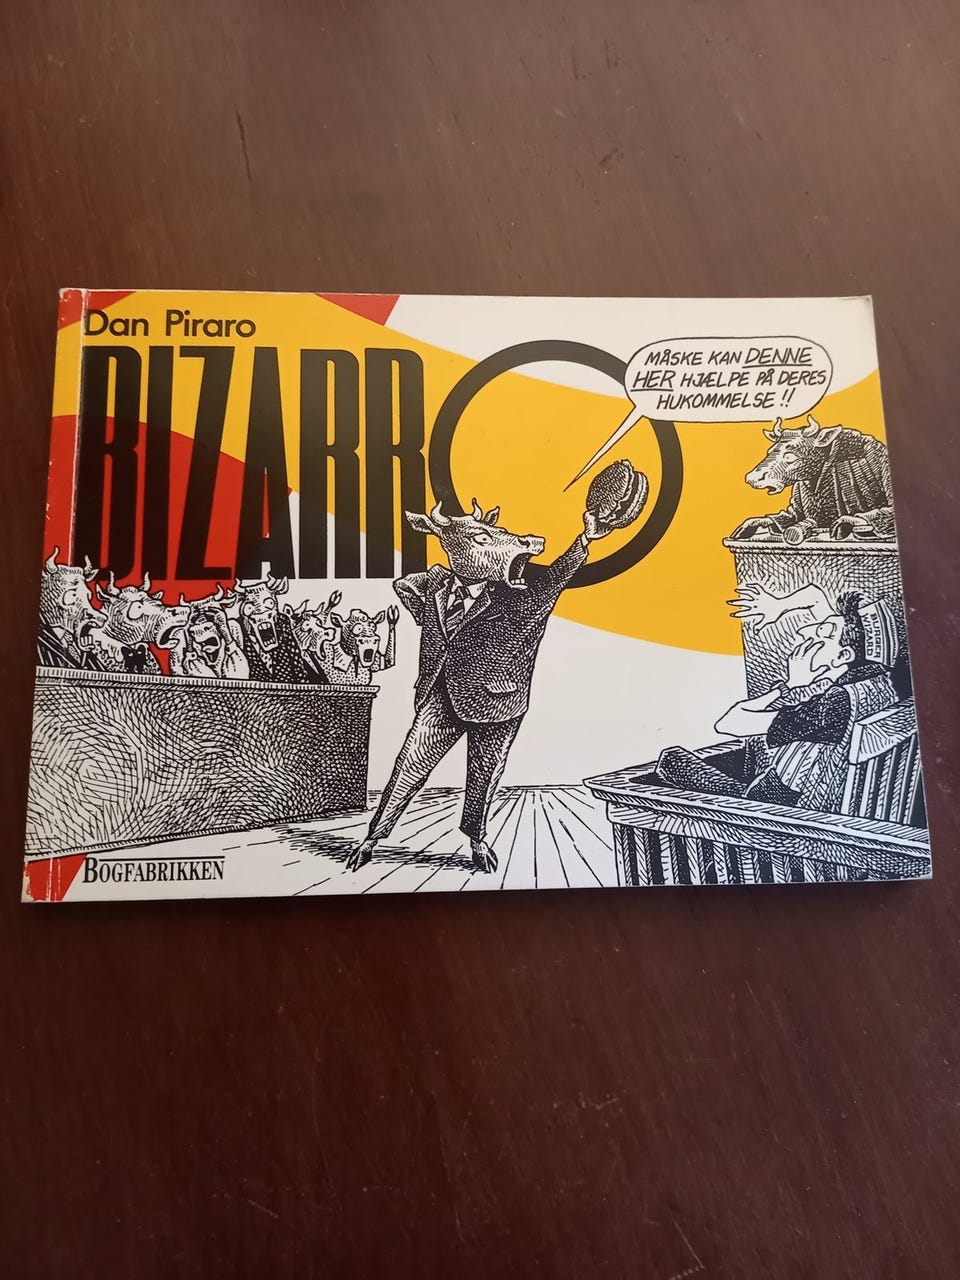 Dan Piraro
BIZARRO
MÅSKE KAN DENNE
HER HJÆLPE PÅ DERES
HUKOMMELSE!!
BOGFABRIKKEN